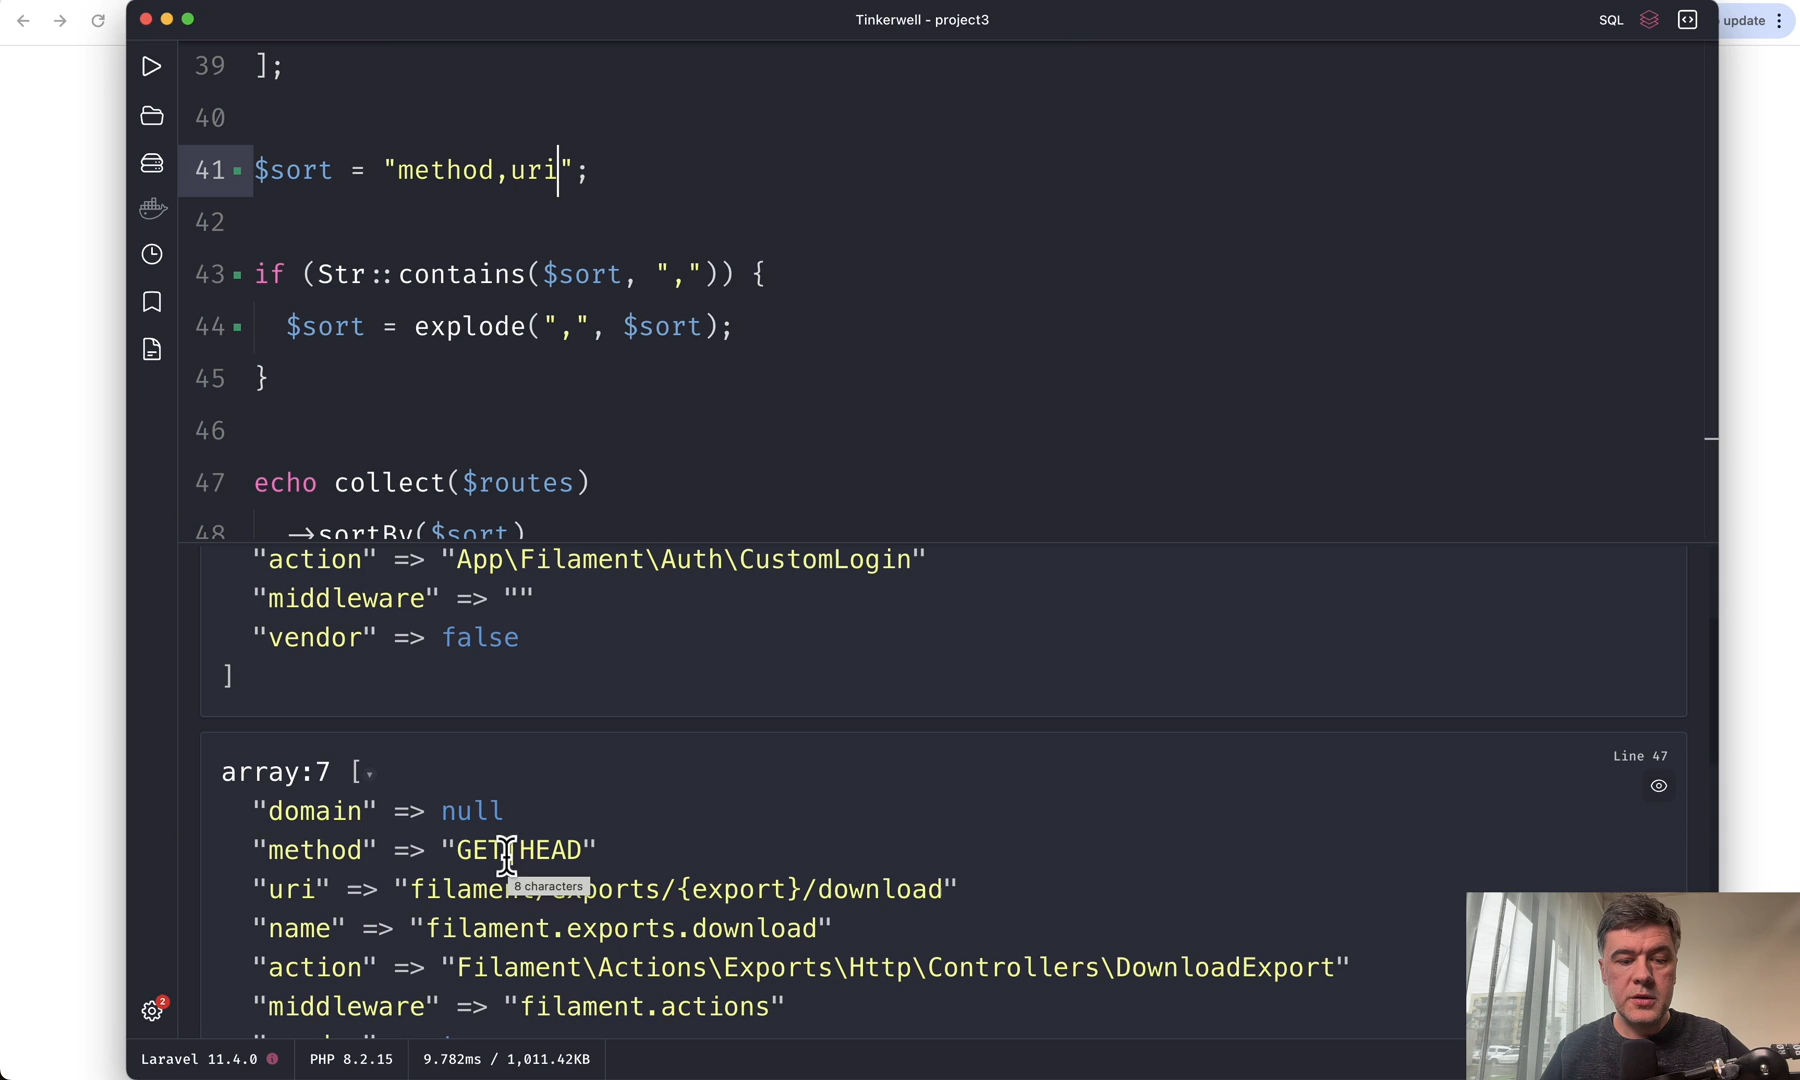 Tinkerwell - project3
SQL
update
39 ];
40
41 $sort = "method,uri";
42
43 if (Str::contains($sort, ",")) {
44 $sort = explode(",", $sort);
45 }
46
47 echo collect($routes)
48 ->sortBy($sort)
"action" => "App\Filament\Auth\CustomLogin"
"middleware" => ""
"vendor" => false
]
Line 47
array:7 [
"domain" => null
"method" => "GET|HEAD"
8 characters
"uri" => "filament/exports/{export}/download"
"name" => "filament.exports.download"
"action" => "Filament\Actions\Exports\Http\Controllers\DownloadExport"
"middleware" => "filament.actions"
2
Laravel 11.4.0
PHP 8.2.15
9.782ms / 1,011.42KB